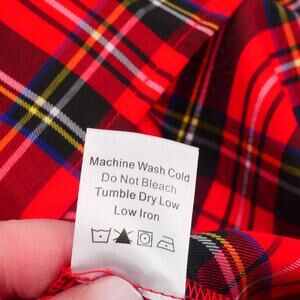 Machine Wash Cold
Do Not Bleach
Tumble Dry Low
Low Iron